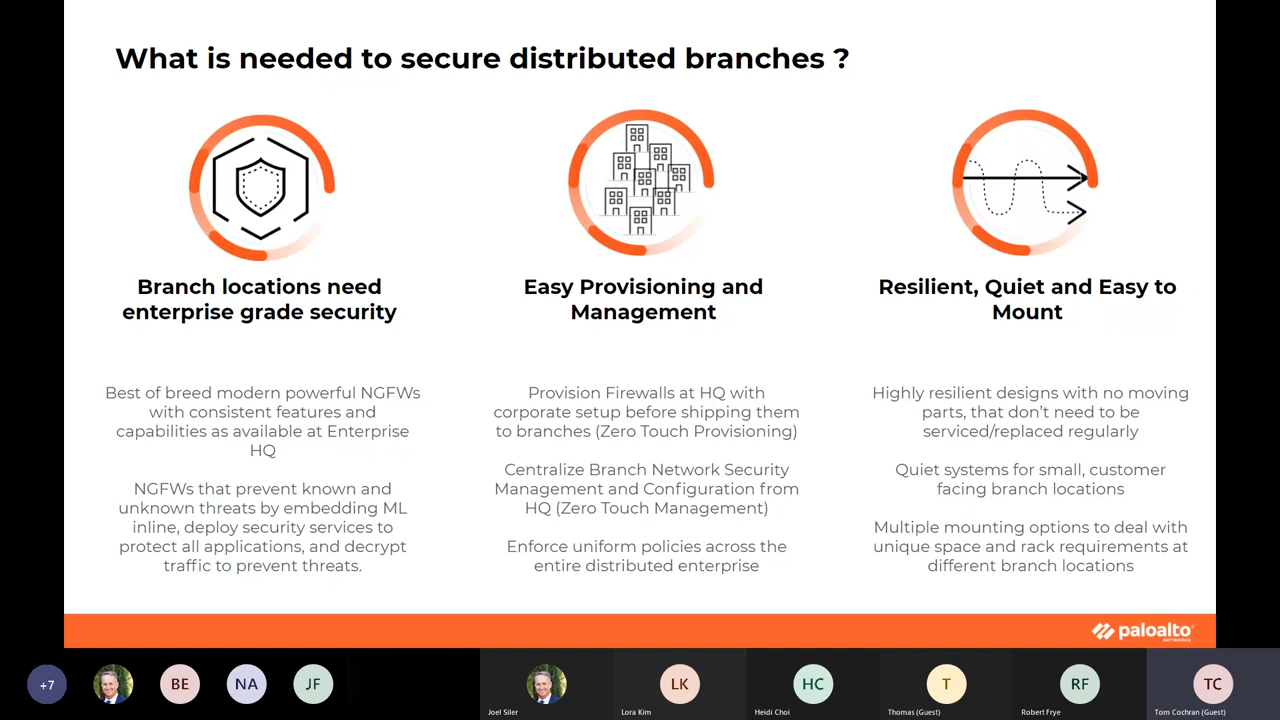 What is needed to secure distributed branches ?
Branch locations need
enterprise grade security
Best of breed modern powerful NGFWs
with consistent features and
capabilities as available at Enterprise
HQ
NGFWs that prevent known and
unknown threats by embedding ML
inline, deploy security services to
protect all applications, and decrypt
traffic to prevent threats.
Easy Provisioning and
Management
Provision Firewalls at HQ with
corporate setup before shipping them
to branches (Zero Touch Provisioning)
Centralize Branch Network Security
Management and Configuration from
HQ (Zero Touch Management)
Enforce uniform policies across the
entire distributed enterprise
Resilient, Quiet and Easy to
Mount
Highly resilient designs with no moving
parts, that don’t need to be
serviced/replaced regularly
Quiet systems for small, customer
facing branch locations
Multiple mounting options to deal with
unique space and rack requirements at
different branch locations
paloalto
NETWORKS
+7
BE
NA
JF
Joel Siler
LK
Lora Kim
HC
Heidi Choi
T
Thomas (Guest)
RF
Robert Frye
TC
Tom Cochran (Guest)